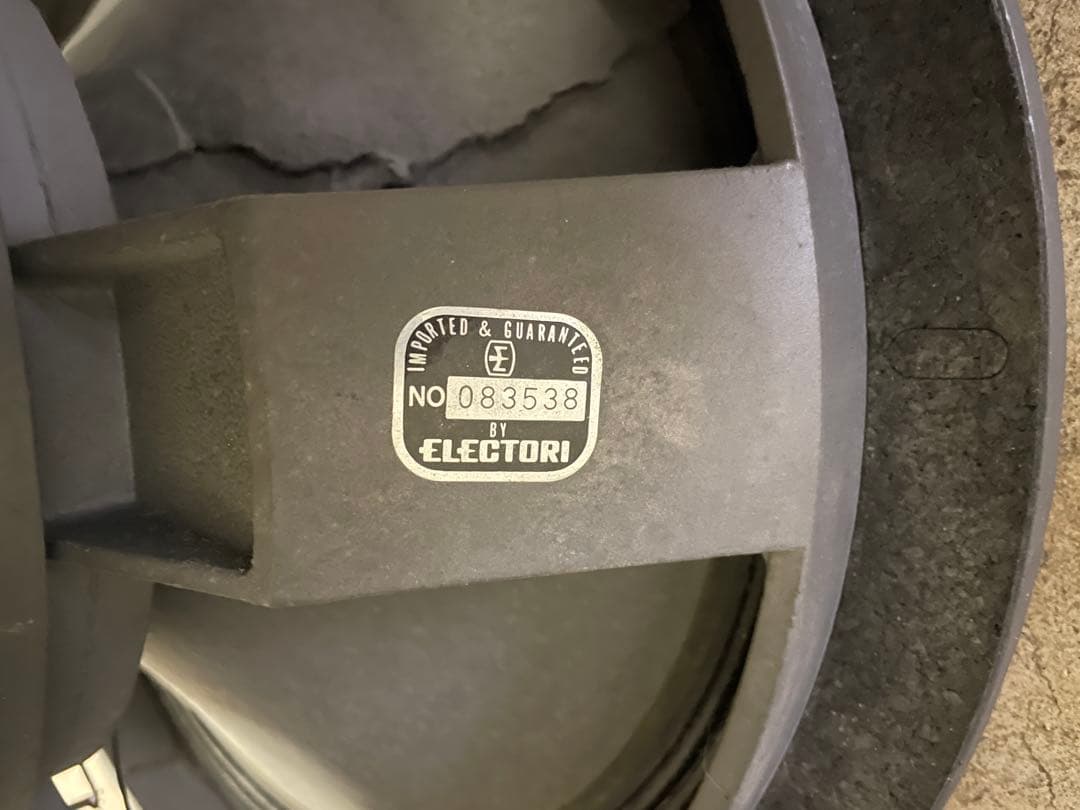 IMPORTED & GUARANTEED
E
NO 083538
BY
ELECTORI